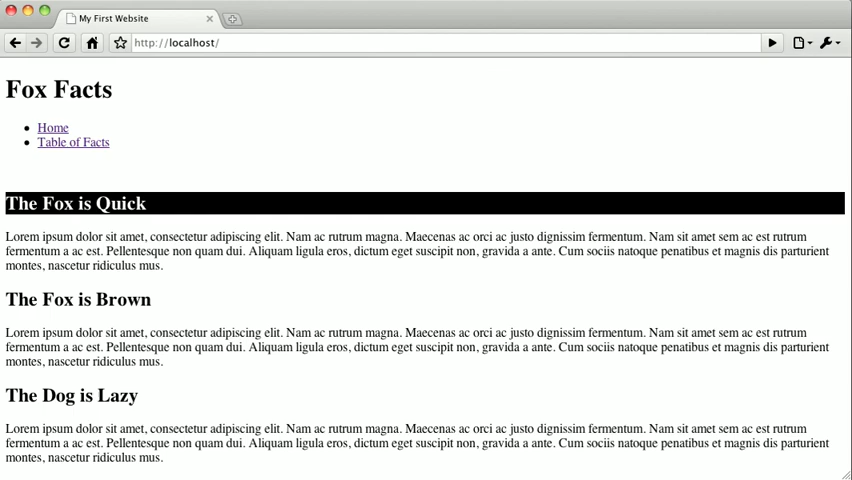 My First Website
http://localhost/
Fox Facts
Home
Table of Facts
The Fox is Quick
Lorem ipsum dolor sit amet, consectetur adipiscing elit. Nam ac rutrum magna. Maecenas ac orci ac justo dignissim fermentum. Nam sit amet sem ac est rutrum
fermentum a ac est. Pellentesque non quam dui. Aliquam ligula eros, dictum eget suscipit non, gravida a ante. Cum sociis natoque penatibus et magnis dis parturient
montes, nascetur ridiculus mus.
The Fox is Brown
Lorem ipsum dolor sit amet, consectetur adipiscing elit. Nam ac rutrum magna. Maecenas ac orci ac justo dignissim fermentum. Nam sit amet sem ac est rutrum
fermentum a ac est. Pellentesque non quam dui. Aliquam ligula eros, dictum eget suscipit non, gravida a ante. Cum sociis natoque penatibus et magnis dis parturient
montes, nascetur ridiculus mus.
The Dog is Lazy
Lorem ipsum dolor sit amet, consectetur adipiscing elit. Nam ac rutrum magna. Maecenas ac orci ac justo dignissim fermentum. Nam sit amet sem ac est rutrum
fermentum a ac est. Pellentesque non quam dui. Aliquam ligula eros, dictum eget suscipit non, gravida a ante. Cum sociis natoque penatibus et magnis dis parturient
montes, nascetur ridiculus mus.